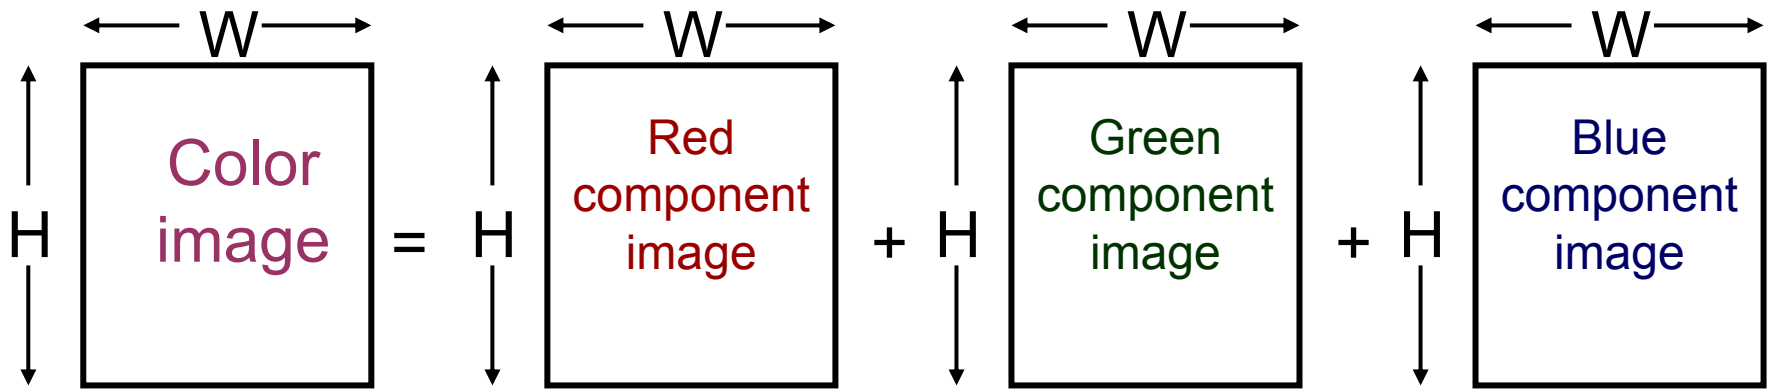 W W W W
H Color image = H Red component image + H Green component image + H Blue component image